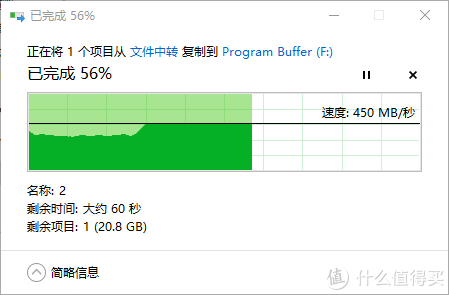 已完成 56%
正在将 1 个项目从 文件中转 复制到 Program Buffer (F:)
已完成 56%
速度: 450 MB/秒
名称: 2
剩余时间: 大约 60 秒
剩余项目: 1 (20.8 GB)
简略信息
值 什么值得买